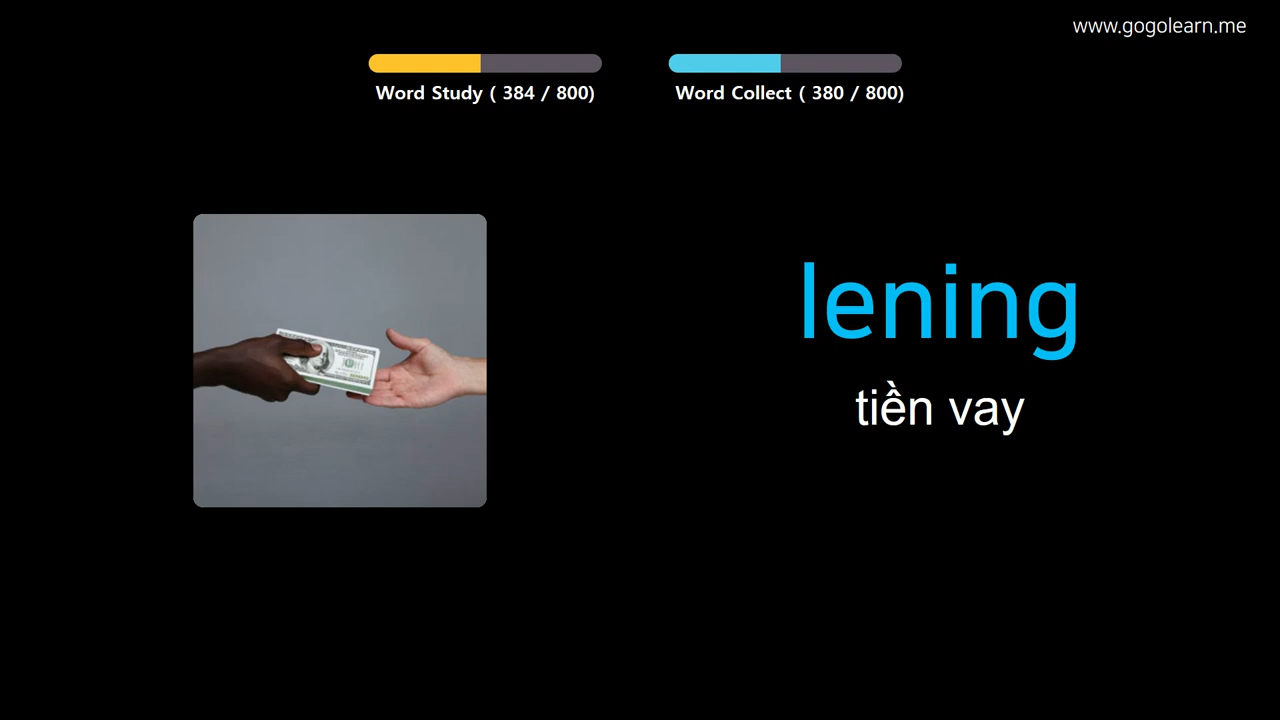 www.gogolearn.me
Word Study ( 384 / 800)
Word Collect ( 380 / 800)
lening
tiền vay